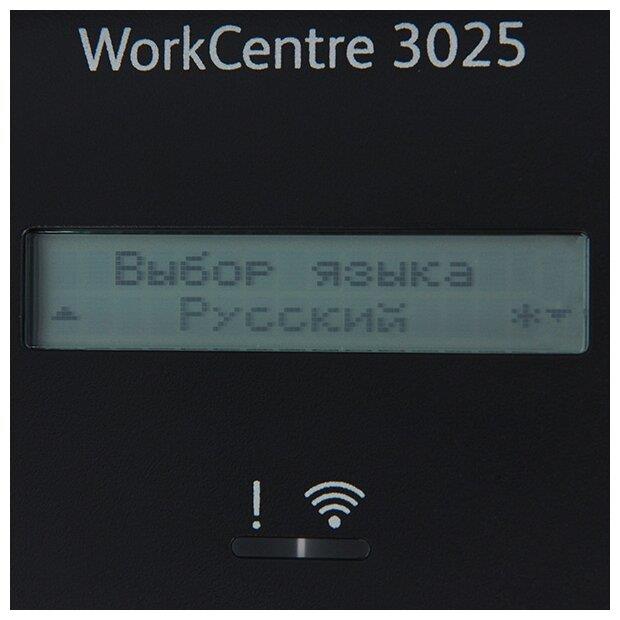 WorkCentre 3025
Выбор языка
Русский *
!